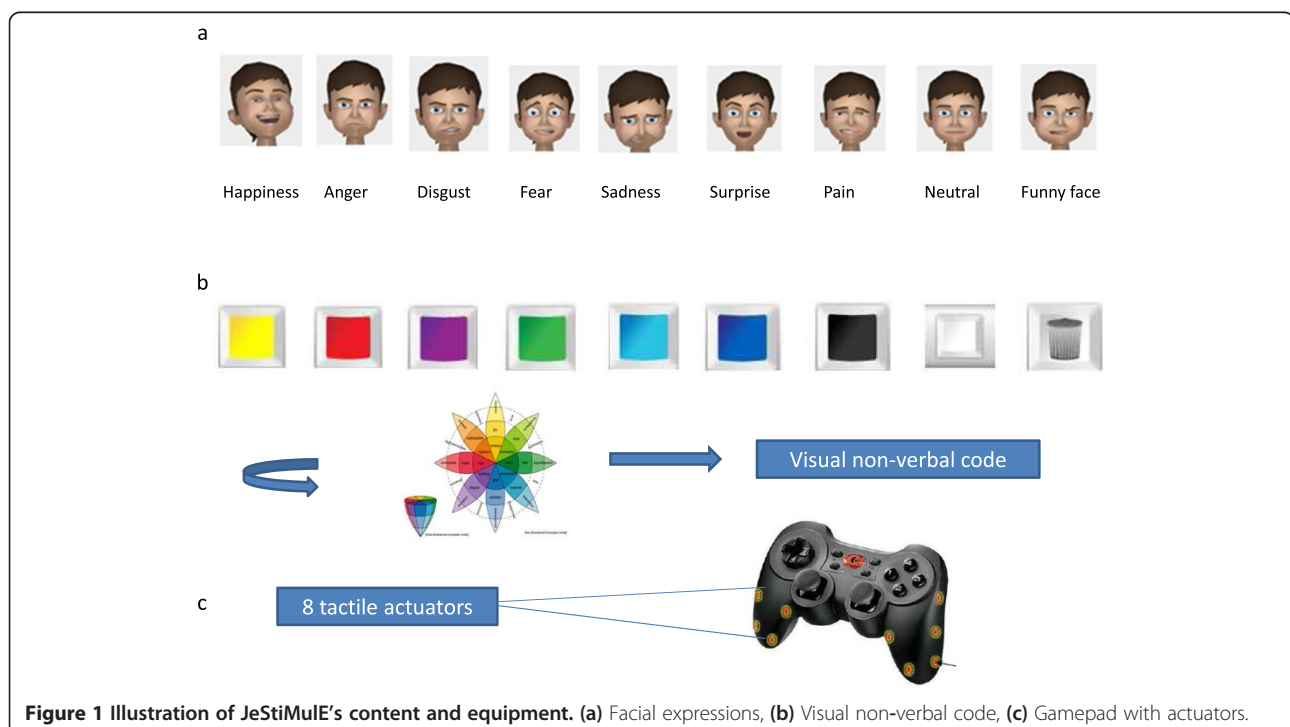 a
Happiness Anger Disgust Fear Sadness Surprise Pain Neutral Funny face
b
Visual non-verbal code
8 tactile actuators
c
Figure 1 Illustration of JeStiMulE's content and equipment. (a) Facial expressions, (b) Visual non-verbal code, (c) Gamepad with actuators.